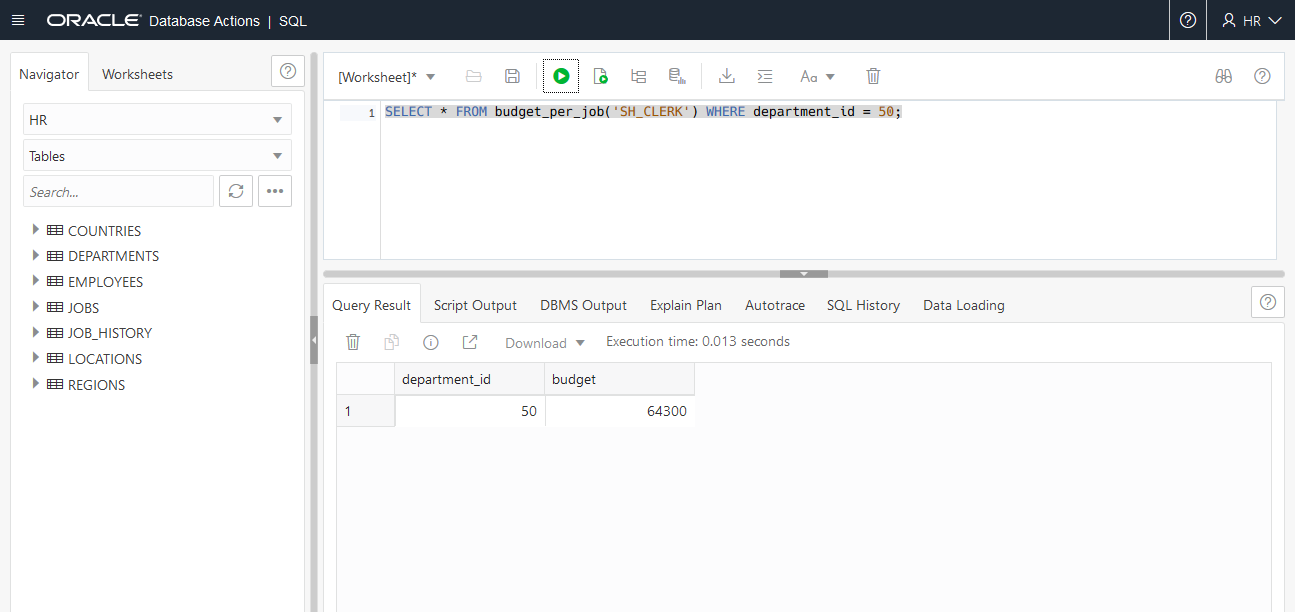 ORACLE Database Actions | SQL
HR
Navigator
Worksheets
HR
Tables
Search...
COUNTRIES
DEPARTMENTS
EMPLOYEES
JOBS
JOB_HISTORY
LOCATIONS
REGIONS
[Worksheet]*
Aa
1 SELECT * FROM budget_per_job('SH_CLERK') WHERE department_id = 50;
Query Result Script Output DBMS Output Explain Plan Autotrace SQL History Data Loading
Download Execution time: 0.013 seconds
department_id budget
1 50 64300